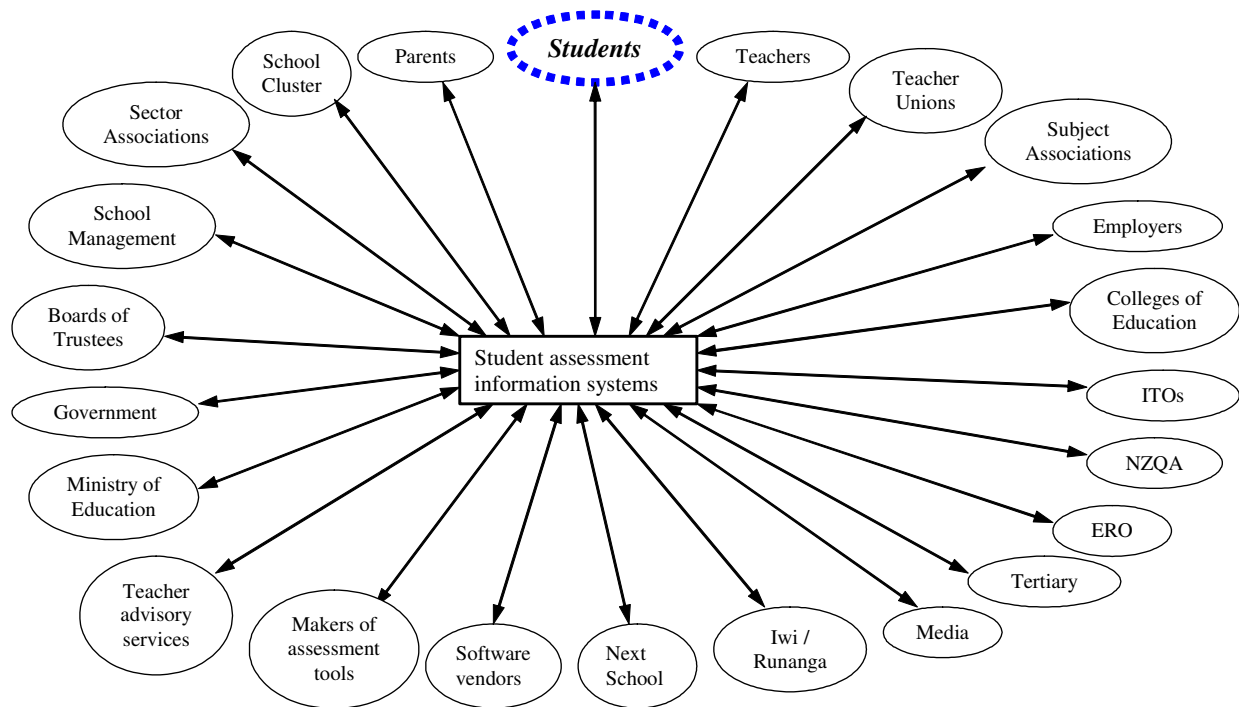 Students
Parents
Teachers
School
Cluster
Teacher
Unions
Sector
Associations
Subject
Associations
School
Management
Employers
Boards of
Trustees
Colleges of
Education
Student assessment
information systems
Government
ITOs
Ministry of
Education
NZQA
ERO
Teacher
advisory
services
Tertiary
Makers of
assessment
tools
Software
vendors
Next
School
Iwi /
Runanga
Media